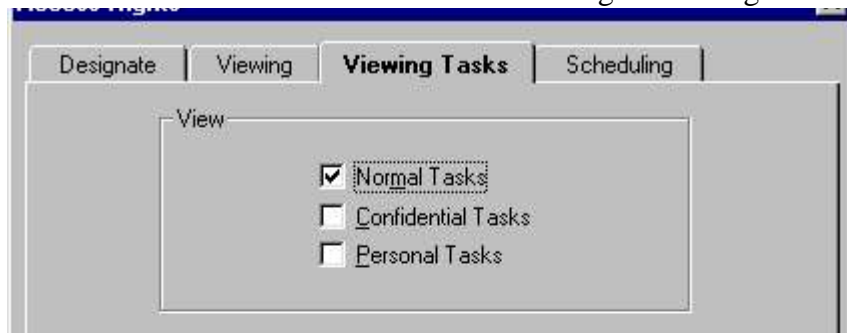 Designate Viewing Viewing Tasks Scheduling
View
Normal Tasks
Confidential Tasks
Personal Tasks